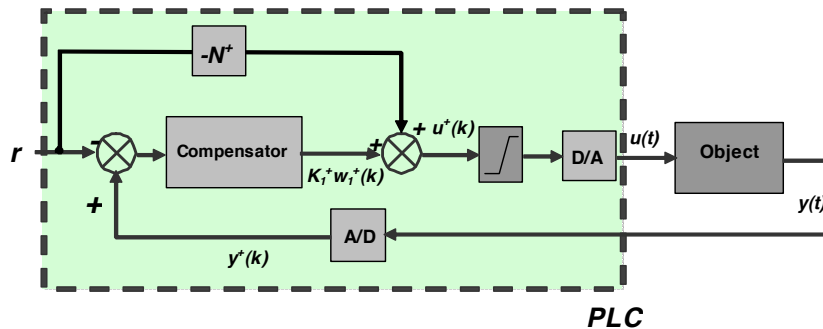 -N⁺
+ u⁺(k)
-
+
r
Compensator
K₁⁺w₁⁺(k)
D/A
u(t)
Object
+
y(t)
A/D
y⁺(k)
PLC